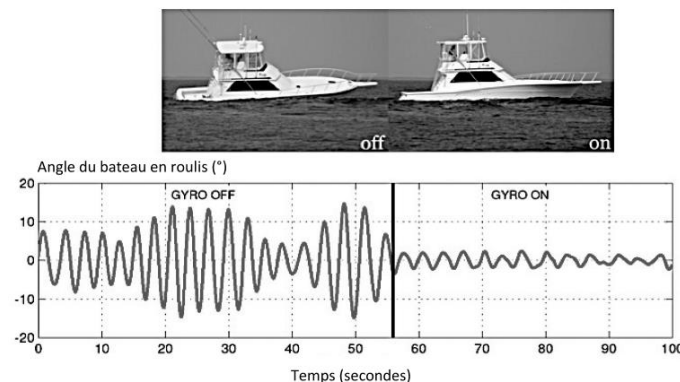 off on
Angle du bateau en roulis (°)
20
GYRO OFF GYRO ON
10
0
-10
-20
0 10 20 30 40 50 60 70 80 90 100
Temps (secondes)